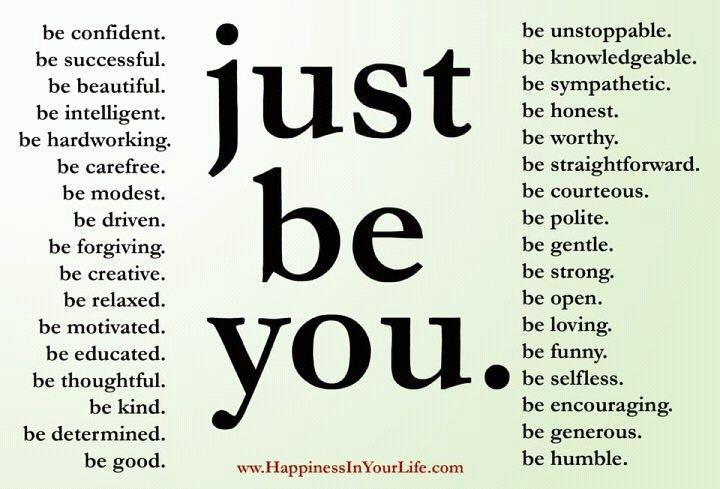 be confident.
be successful.
be beautiful.
be intelligent.
be hardworking.
be carefree.
be modest.
be driven.
be forgiving.
be creative.
be relaxed.
be motivated.
be educated.
be thoughtful.
be kind.
be determined.
be good.
just
be
you.
www.HappinessInYourLife.com
be unstoppable.
be knowledgeable.
be sympathetic.
be honest.
be worthy.
be straightforward.
be courteous.
be polite.
be gentle.
be strong.
be open.
be loving.
be funny.
be selfless.
be encouraging.
be generous.
be humble.